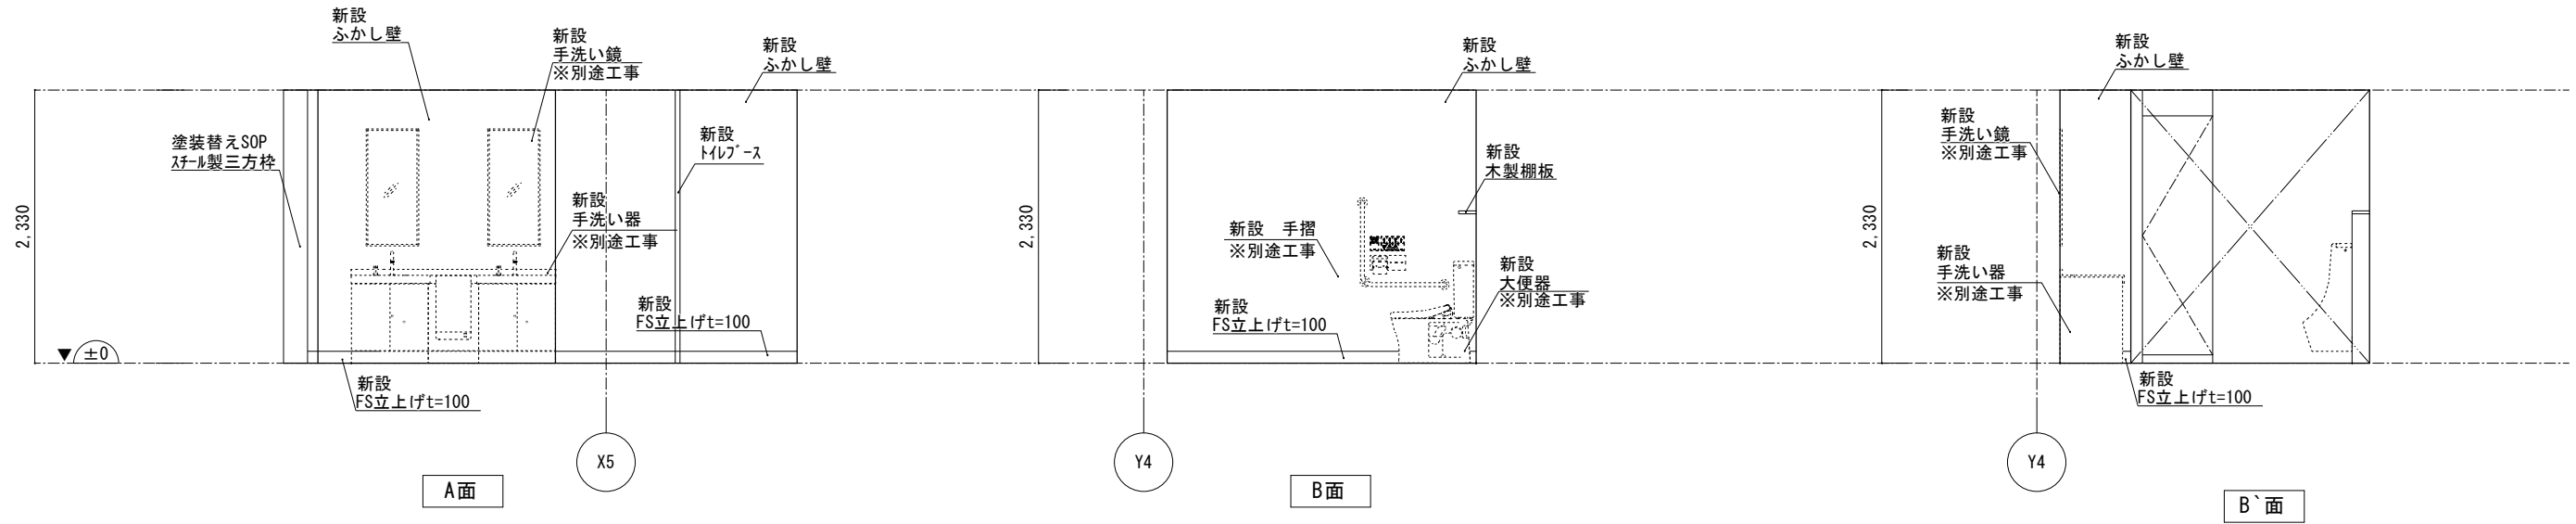 新設
ふかし壁
新設
手洗い鏡
※別途工事
新設
ふかし壁
塗装替えSOP
ｽﾁｰﾙ製三方枠
新設
ﾄｲﾚﾌﾞｰｽ
新設
手洗い器
※別途工事
2,330
新設
FS立上げt=100
±0
新設
FS立上げt=100
X5
A面
新設
ふかし壁
新設
木製棚板
2,330
新設　手摺
※別途工事
新設
大便器
※別途工事
新設
FS立上げt=100
Y4
B面
新設
ふかし壁
新設
手洗い鏡
※別途工事
2,330
新設
手洗い器
※別途工事
新設
FS立上げt=100
Y4
B`面